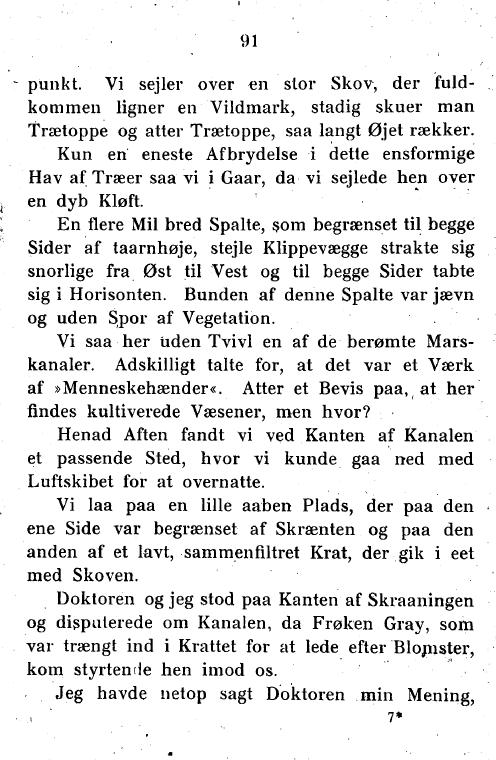 91
punkt. Vi sejler over en stor Skov, der fuld-
kommen ligner en Vildmark, stadig skuer man
Trætoppe og atter Trætoppe, saa langt Øjet rækker.
Kun en eneste Afbrydelse i dette ensformige
Hav af Træer saa vi i Gaar, da vi sejlede hen over
en dyb Kløft.
En flere Mil bred Spalte, som begrænset til begge
Sider af taarnhøje, stejle Klippevægge strakte sig
snorlige fra Øst til Vest og til begge Sider tabte
sig i Horisonten. Bunden af denne Spalte var jævn
og uden Spor af Vegetation.
Vi saa her uden Tvivl en af de berømte Mars-
kanaler. Adskilligt talte for, at det var et Værk
af »Menneskehænder«. Atter et Bevis paa, at her
findes kultiverede Væsener, men hvor?
Henad Aften fandt vi ved Kanten af Kanalen
et passende Sted, hvor vi kunde gaa ned med
Luftskibet for at overnatte.
Vi laa paa en lille aaben Plads, der paa den
ene Side var begrænset af Skrænten og paa den
anden af et lavt, sammenfiltret Krat, der gik i eet
med Skoven.
Doktoren og jeg stod paa Kanten af Skraaningen
og disputerede om Kanalen, da Frøken Gray, som
var trængt ind i Krattet for at lede efter Blomster,
kom styrtende hen imod os.
Jeg havde netop sagt Doktoren min Mening,
7*